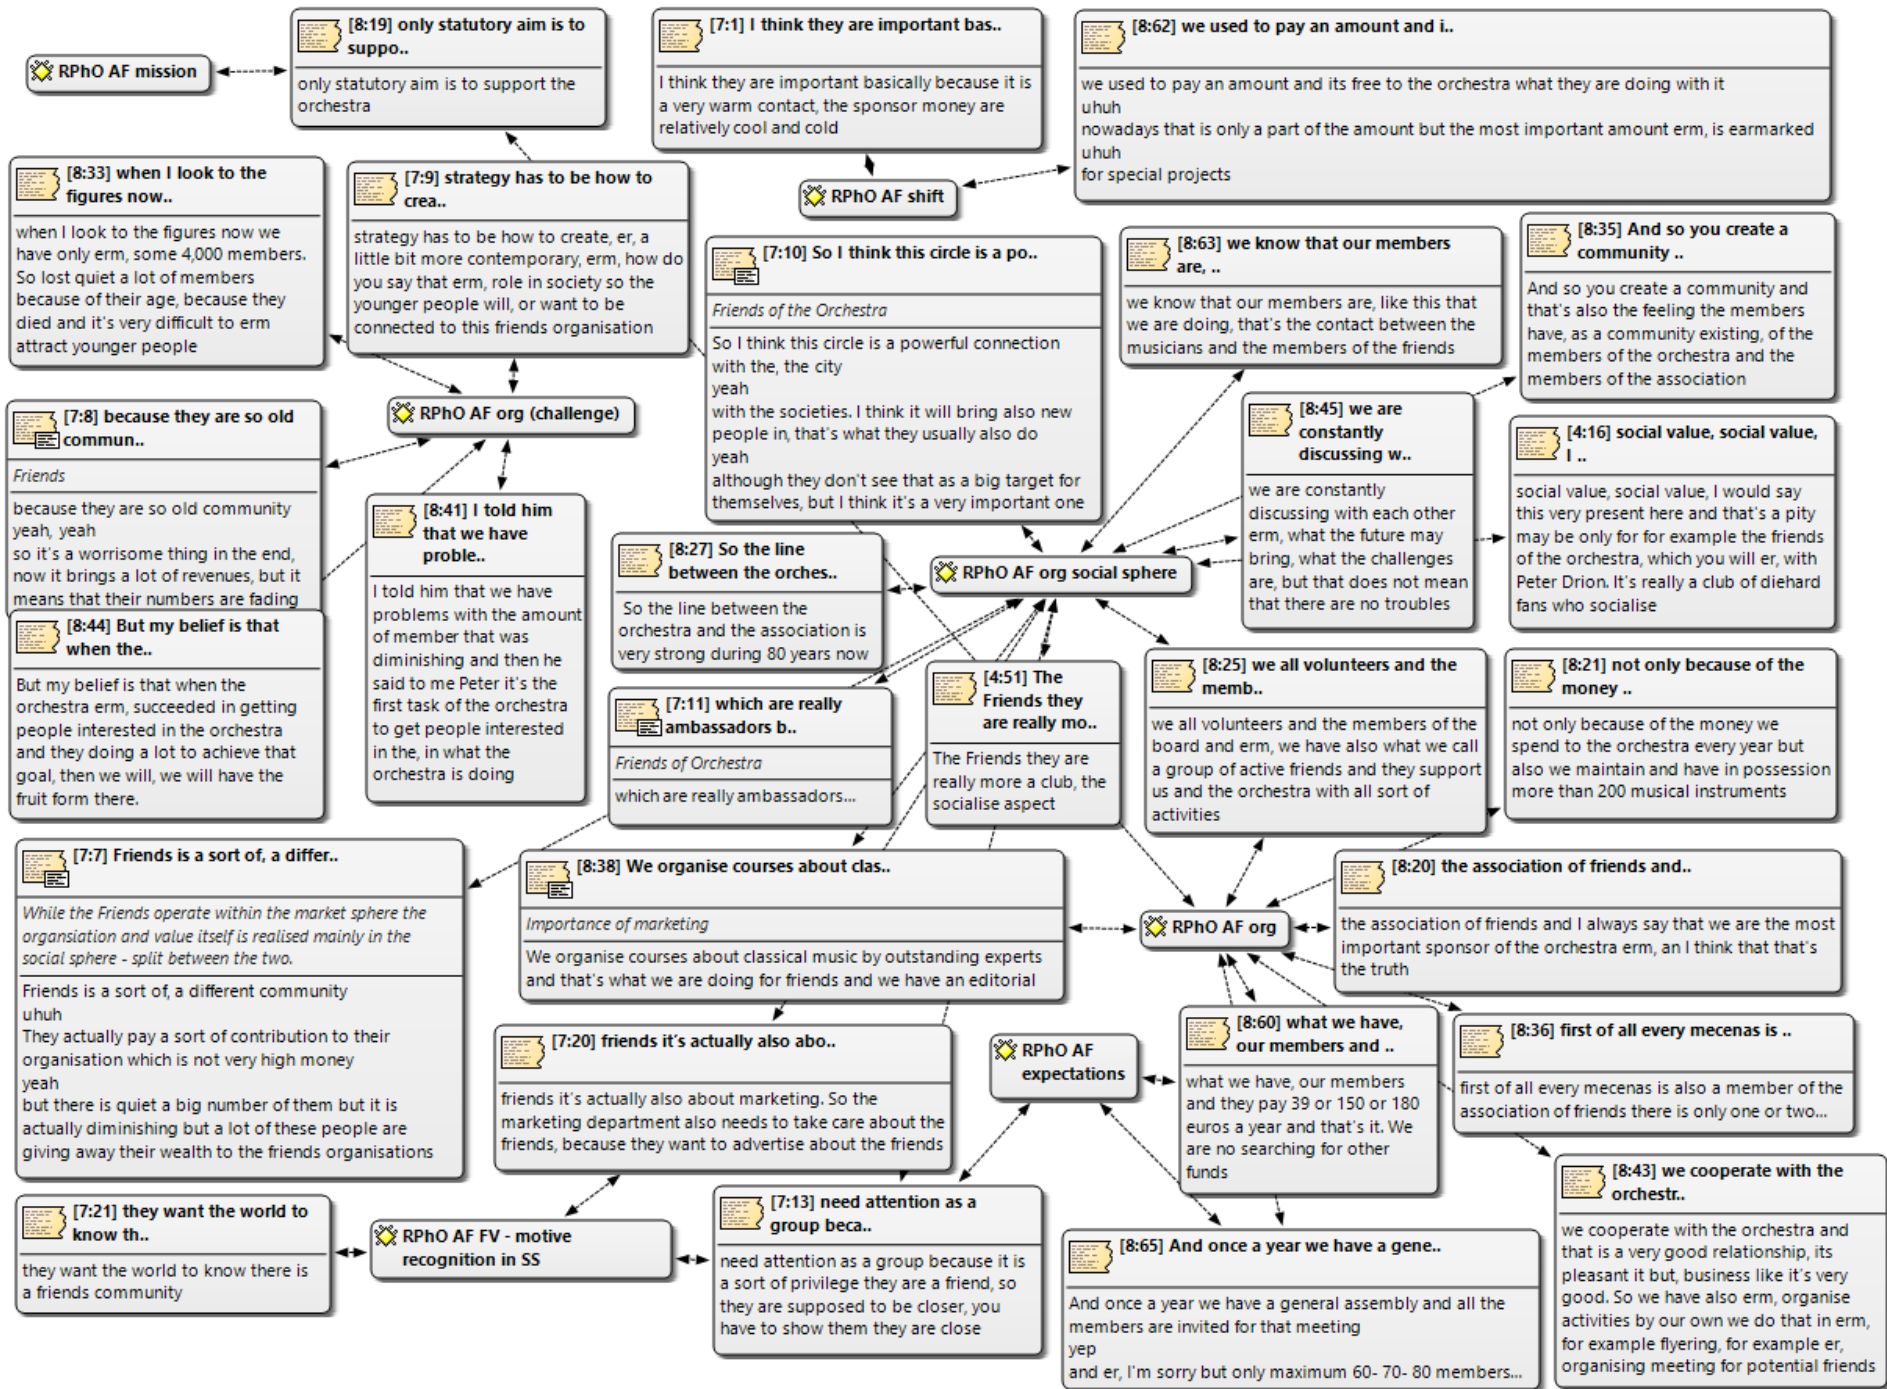 RPhO AF mission
[8:19] only statutory aim is to
suppo..
only statutory aim is to support the
orchestra
[7:1] I think they are important bas..
I think they are important basically because it is
a very warm contact, the sponsor money are
relatively cool and cold
[8:62] we used to pay an amount and i..
we used to pay an amount and its free to the orchestra what they are doing with it
uhuh
nowadays that is only a part of the amount but the most important amount erm, is earmarked
uhuh
for special projects
RPhO AF shift
[8:33] when I look to the
figures now..
when I look to the figures now we
have only erm, some 4,000 members.
So lost quiet a lot of members
because of their age, because they
died and it's very difficult to erm
attract younger people
[7:9] strategy has to be how to
crea..
strategy has to be how to create, er, a
little bit more contemporary, erm, how do
you say that erm, role in society so the
younger people will, or want to be
connected to this friends organisation
[7:10] So I think this circle is a po..
Friends of the Orchestra
So I think this circle is a powerful connection
with the, the city
yeah
with the societies. I think it will bring also new
people in, that's what they usually also do
yeah
although they don't see that as a big target for
themselves, but I think it's a very important one
[8:63] we know that our members
are, ..
we know that our members are, like this that
we are doing, that's the contact between the
musicians and the members of the friends
[8:35] And so you create a
community ..
And so you create a community and
that's also the feeling the members
have, as a community existing, of the
members of the orchestra and the
members of the association
RPhO AF org (challenge)
[7:8] because they are so old
commun..
Friends
because they are so old community
yeah, yeah
so it's a worrisome thing in the end,
now it brings a lot of revenues, but it
means that their numbers are fading
[8:41] I told him
that we have
proble..
I told him that we have
problems with the amount
of member that was
diminishing and then he
said to me Peter it's the
first task of the orchestra
to get people interested
in the, in what the
orchestra is doing
[8:45] we are
constantly
discussing w..
we are constantly
discussing with each other
erm, what the future may
bring, what the challenges
are, but that does not mean
that there are no troubles
[4:16] social value, social value,
I ..
social value, social value, I would say
this very present here and that's a pity
may be only for for example the friends
of the orchestra, which you will er, with
Peter Drion. It's really a club of diehard
fans who socialise
[8:27] So the line
between the orches..
So the line between the
orchestra and the association is
very strong during 80 years now
RPhO AF org social sphere
[8:44] But my belief is that
when the..
But my belief is that when the
orchestra erm, succeeded in getting
people interested in the orchestra
and they doing a lot to achieve that
goal, then we will, we will have the
fruit form there.
[7:11] which are really
ambassadors b..
Friends of Orchestra
which are really ambassadors...
[4:51] The
Friends they
are really mo..
The Friends they are
really more a club, the
socialise aspect
[8:25] we all volunteers and the
memb..
we all volunteers and the members of the
board and erm, we have also what we call
a group of active friends and they support
us and the orchestra with all sort of
activities
[8:21] not only because of the
money ..
not only because of the money we
spend to the orchestra every year but
also we maintain and have in possession
more than 200 musical instruments
[7:7] Friends is a sort of, a differ..
While the Friends operate within the market sphere the
organsiation and value itself is realised mainly in the
social sphere - split between the two.
Friends is a sort of, a different community
uhuh
They actually pay a sort of contribution to their
organisation which is not very high money
yeah
but there is quiet a big number of them but it is
actually diminishing but a lot of these people are
giving away their wealth to the friends organisations
[8:38] We organise courses about clas..
Importance of marketing
We organise courses about classical music by outstanding experts
and that's what we are doing for friends and we have an editorial
RPhO AF org
[8:20] the association of friends and..
the association of friends and I always say that we are the most
important sponsor of the orchestra erm, an I think that that's
the truth
[7:20] friends it's actually also abo..
friends it's actually also about marketing. So the
marketing department also needs to take care about the
friends, because they want to advertise about the friends
RPhO AF
expectations
[8:60] what we have,
our members and ..
what we have, our members
and they pay 39 or 150 or 180
euros a year and that's it. We
are no searching for other
funds
[8:36] first of all every mecenas is ..
first of all every mecenas is also a member of the
association of friends there is only one or two...
[7:21] they want the world to
know th..
they want the world to know there is
a friends community
RPhO AF FV - motive
recognition in SS
[7:13] need attention as a
group beca..
need attention as a group because it is
a sort of privilege they are a friend, so
they are supposed to be closer, you
have to show them they are close
[8:65] And once a year we have a gene..
And once a year we have a general assembly and all the
members are invited for that meeting
yep
and er, I'm sorry but only maximum 60- 70- 80 members...
[8:43] we cooperate with the
orchestr..
we cooperate with the orchestra and
that is a very good relationship, its
pleasant it but, business like it's very
good. So we have also erm, organise
activities by our own we do that in erm,
for example flyering, for example er,
organising meeting for potential friends